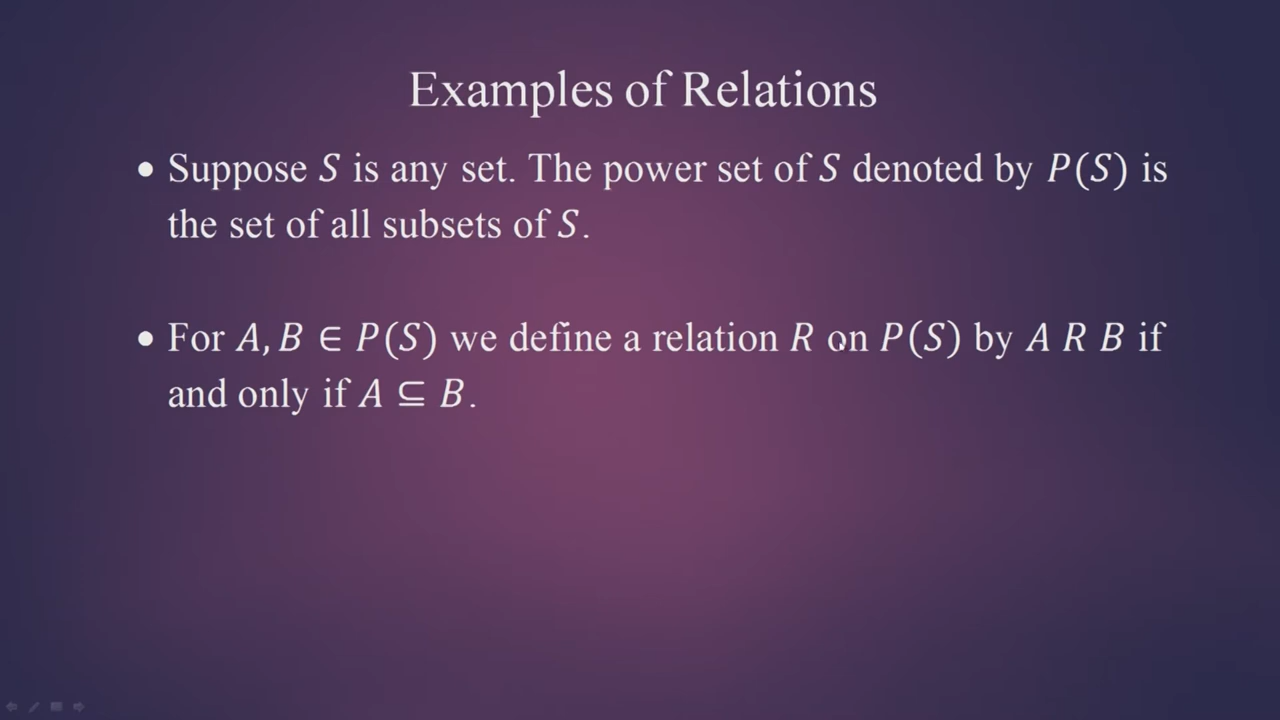 Examples of Relations
• Suppose S is any set. The power set of S denoted by P(S) is
the set of all subsets of S.
• For A, B ∈ P(S) we define a relation R on P(S) by A R B if
and only if A ⊆ B.